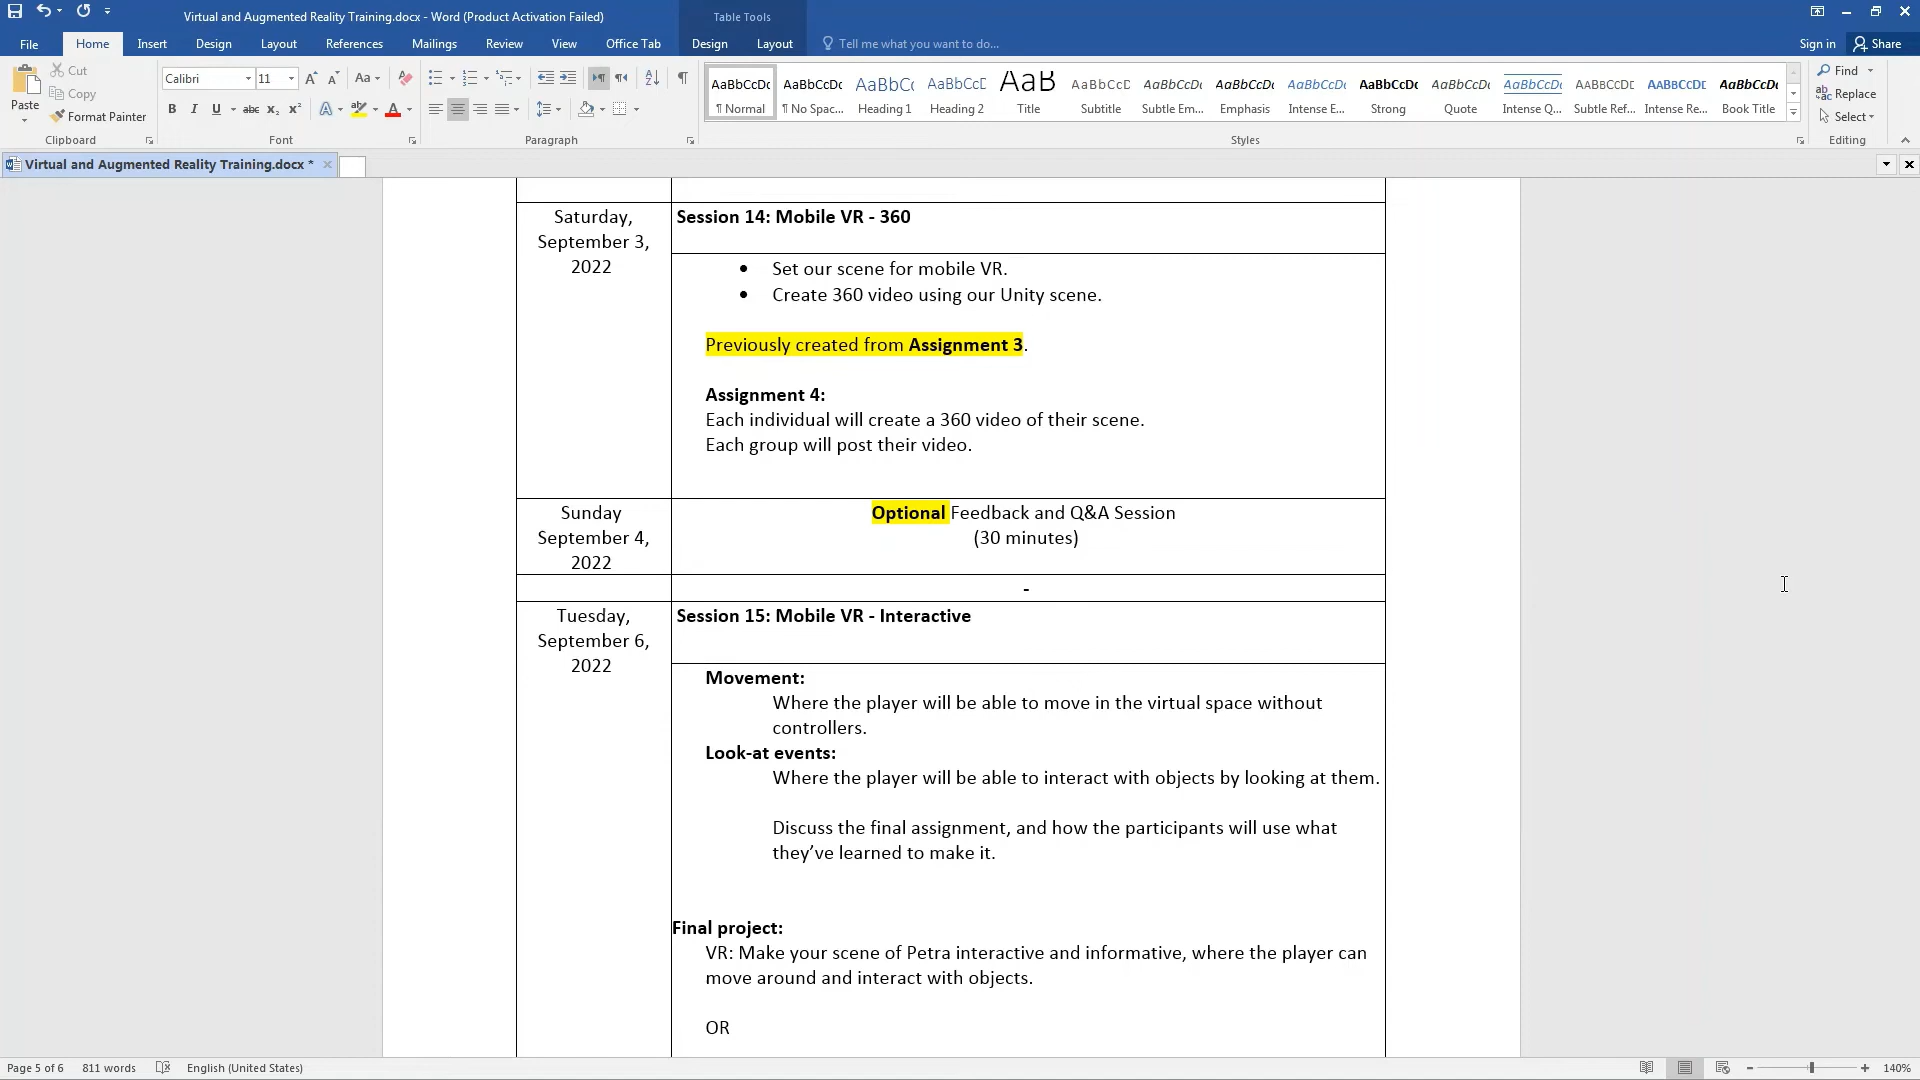 Virtual and Augmented Reality Training.docx - Word (Product Activation Failed)
Table Tools
File Home Insert Design Layout References Mailings Review View Office Tab Design Layout Tell me what you want to do... Sign in Share
Paste
Cut
Copy
Format Painter
Clipboard
Calibri 11
Font
Paragraph
AaBbCcDc ¶ Normal
AaBbCcDc ¶ No Spac...
AaBbCc Heading 1
AaBbCcE Heading 2
AaB Title
AaBbCcD Subtitle
AaBbCcDc Subtle Em...
AaBbCcDc Emphasis
AaBbCcDc Intense E...
AaBbCcDc Strong
AaBbCcDc Quote
AaBbCcDc Intense Q...
AABBCCDD Subtle Ref...
AABBCCDD Intense Re...
AaBbCcDc Book Title
Styles
Find
Replace
Select
Editing
Virtual and Augmented Reality Training.docx *
Saturday,
September 3,
2022
Session 14: Mobile VR - 360
• Set our scene for mobile VR.
• Create 360 video using our Unity scene.
Previously created from Assignment 3.
Assignment 4:
Each individual will create a 360 video of their scene.
Each group will post their video.
Sunday
September 4,
2022
Optional Feedback and Q&A Session
(30 minutes)
-
Tuesday,
September 6,
2022
Session 15: Mobile VR - Interactive
Movement:
Where the player will be able to move in the virtual space without
controllers.
Look-at events:
Where the player will be able to interact with objects by looking at them.
Discuss the final assignment, and how the participants will use what
they’ve learned to make it.
Final project:
VR: Make your scene of Petra interactive and informative, where the player can
move around and interact with objects.
OR
Page 5 of 6 811 words English (United States) 140%